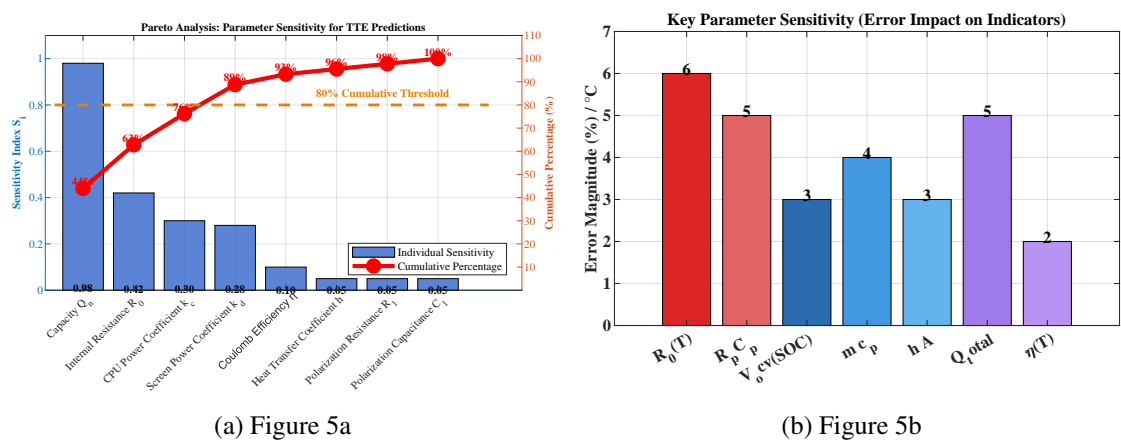 Pareto Analysis: Parameter Sensitivity for TTE Predictions
Sensitivity Index S_i
1
0.8
0.6
0.4
0.2
0
44%
63%
76%
89%
93%
96%
98%
100%
80% Cumulative Threshold
110
100
90
80
70
60
50
40
30
20
10
Cumulative Percentage (%)
Individual Sensitivity
Cumulative Percentage
0.98
0.42
0.30
0.28
0.10
0.05
0.05
0.05
Capacity Q_n
Internal Resistance R_0
CPU Power Coefficient k_c
Screen Power Coefficient k_d
Coulomb Efficiency η
Heat Transfer Coefficient h
Polarization Resistance R_1
Polarization Capacitance C_1
(a) Figure 5a
Key Parameter Sensitivity (Error Impact on Indicators)
Error Magnitude (%) / °C
7
6
5
4
3
2
1
0
6
5
3
4
3
5
2
R_0(T)
R_pC_p
V_ocv(SOC)
m c_p
h A
Q_total
η(T)
(b) Figure 5b